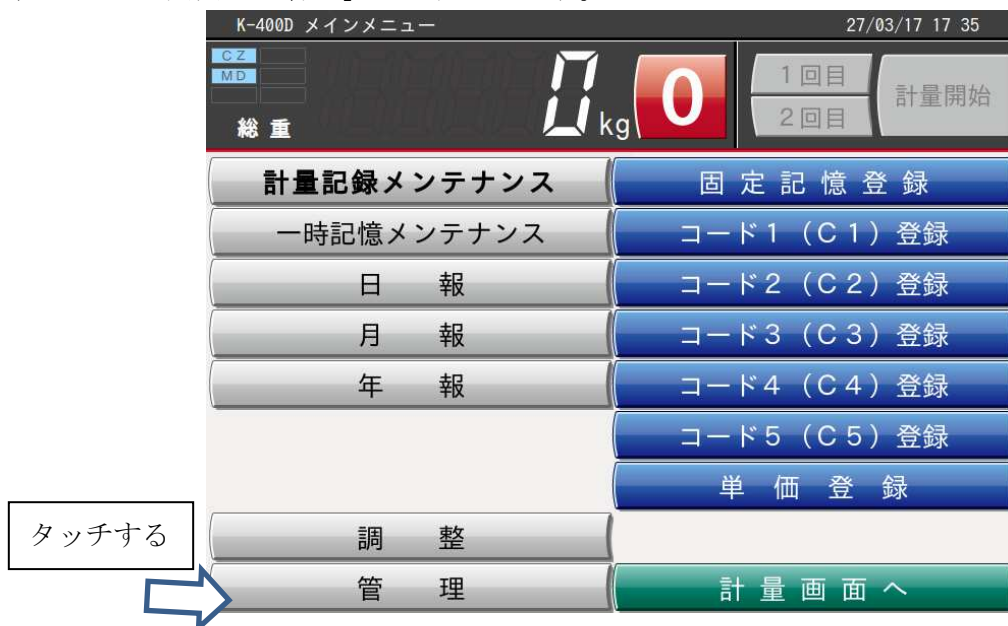 K-400D メインメニュー 27/03/17 17 35
CZ
MD
総重 0 kg 0 1回目 2回目 計量開始
計量記録メンテナンス 固定記憶登録
一時記憶メンテナンス コード1（C1）登録
日報 コード2（C2）登録
月報 コード3（C3）登録
年報 コード4（C4）登録
コード5（C5）登録
単価登録
タッチする 調整
管理 計量画面へ